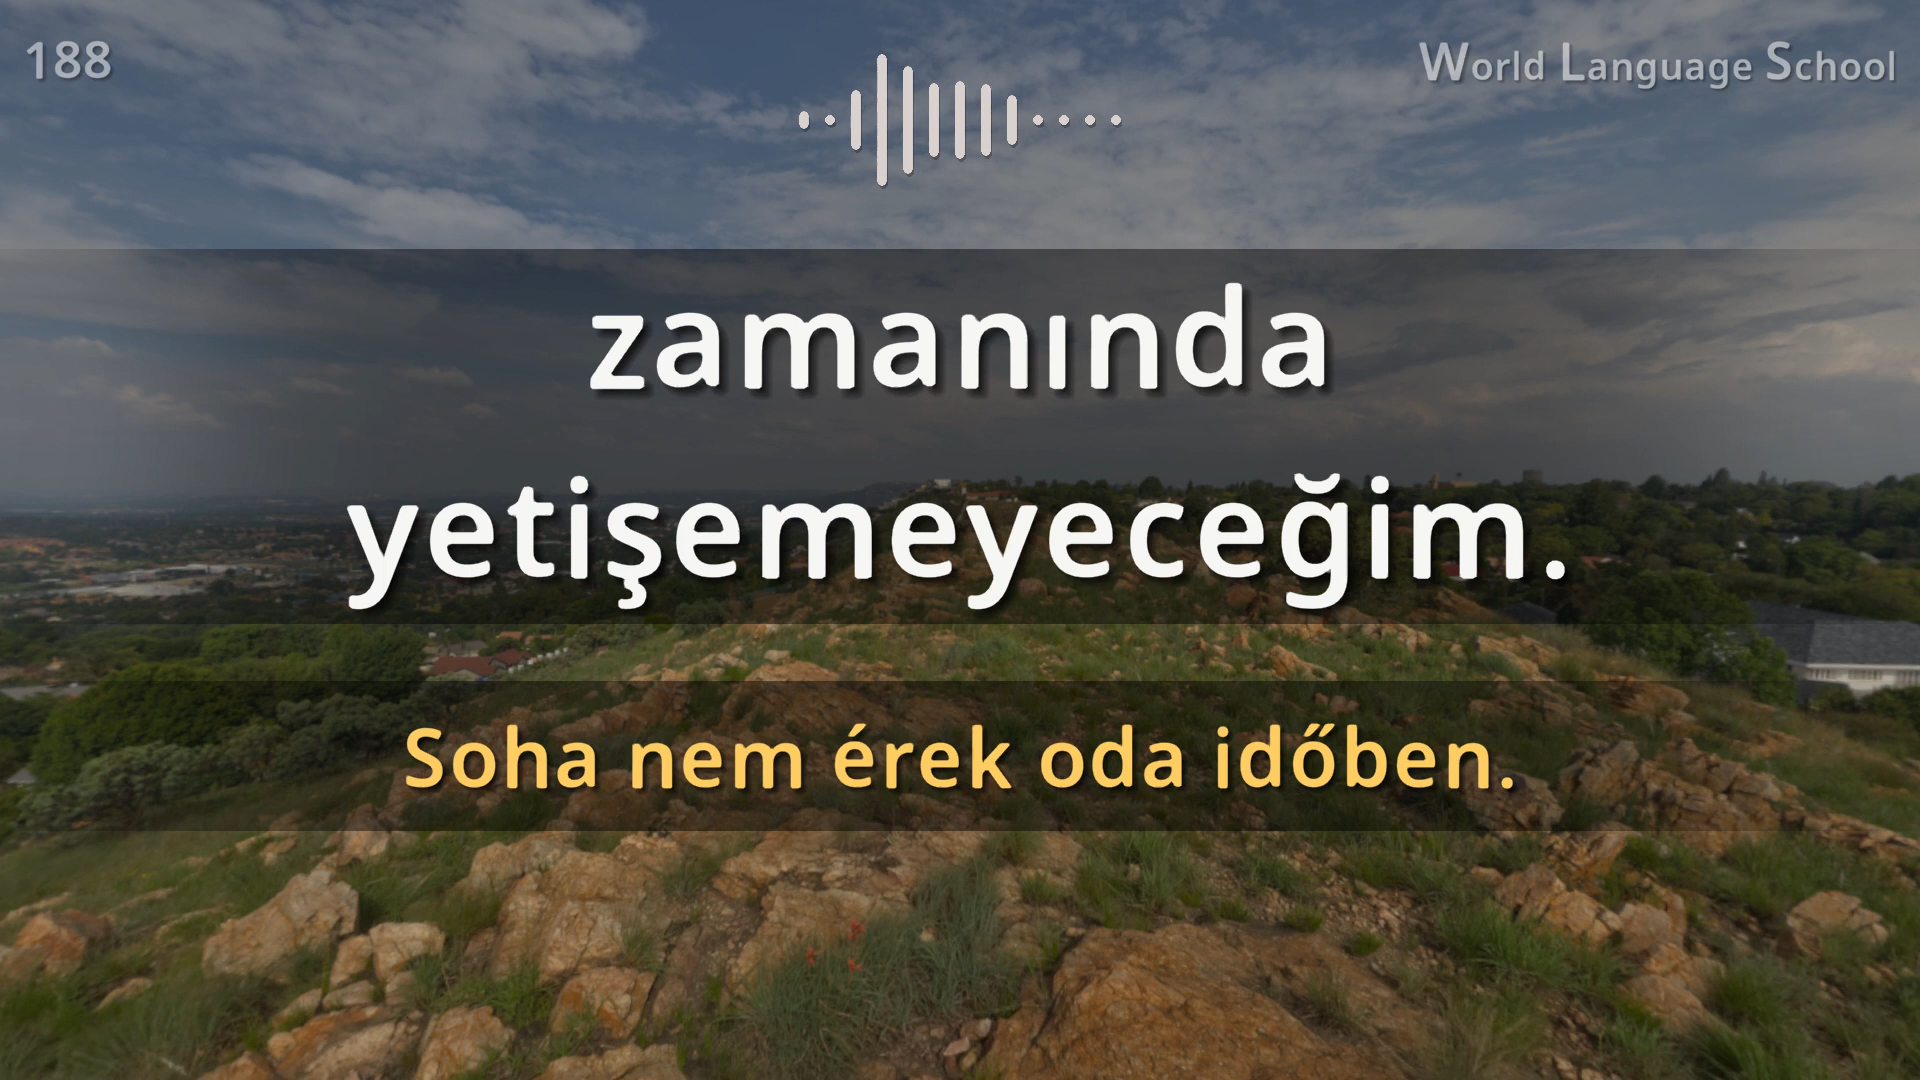 188
World Language School
zamanında
yetişemeyeceğim.
Soha nem érek oda időben.